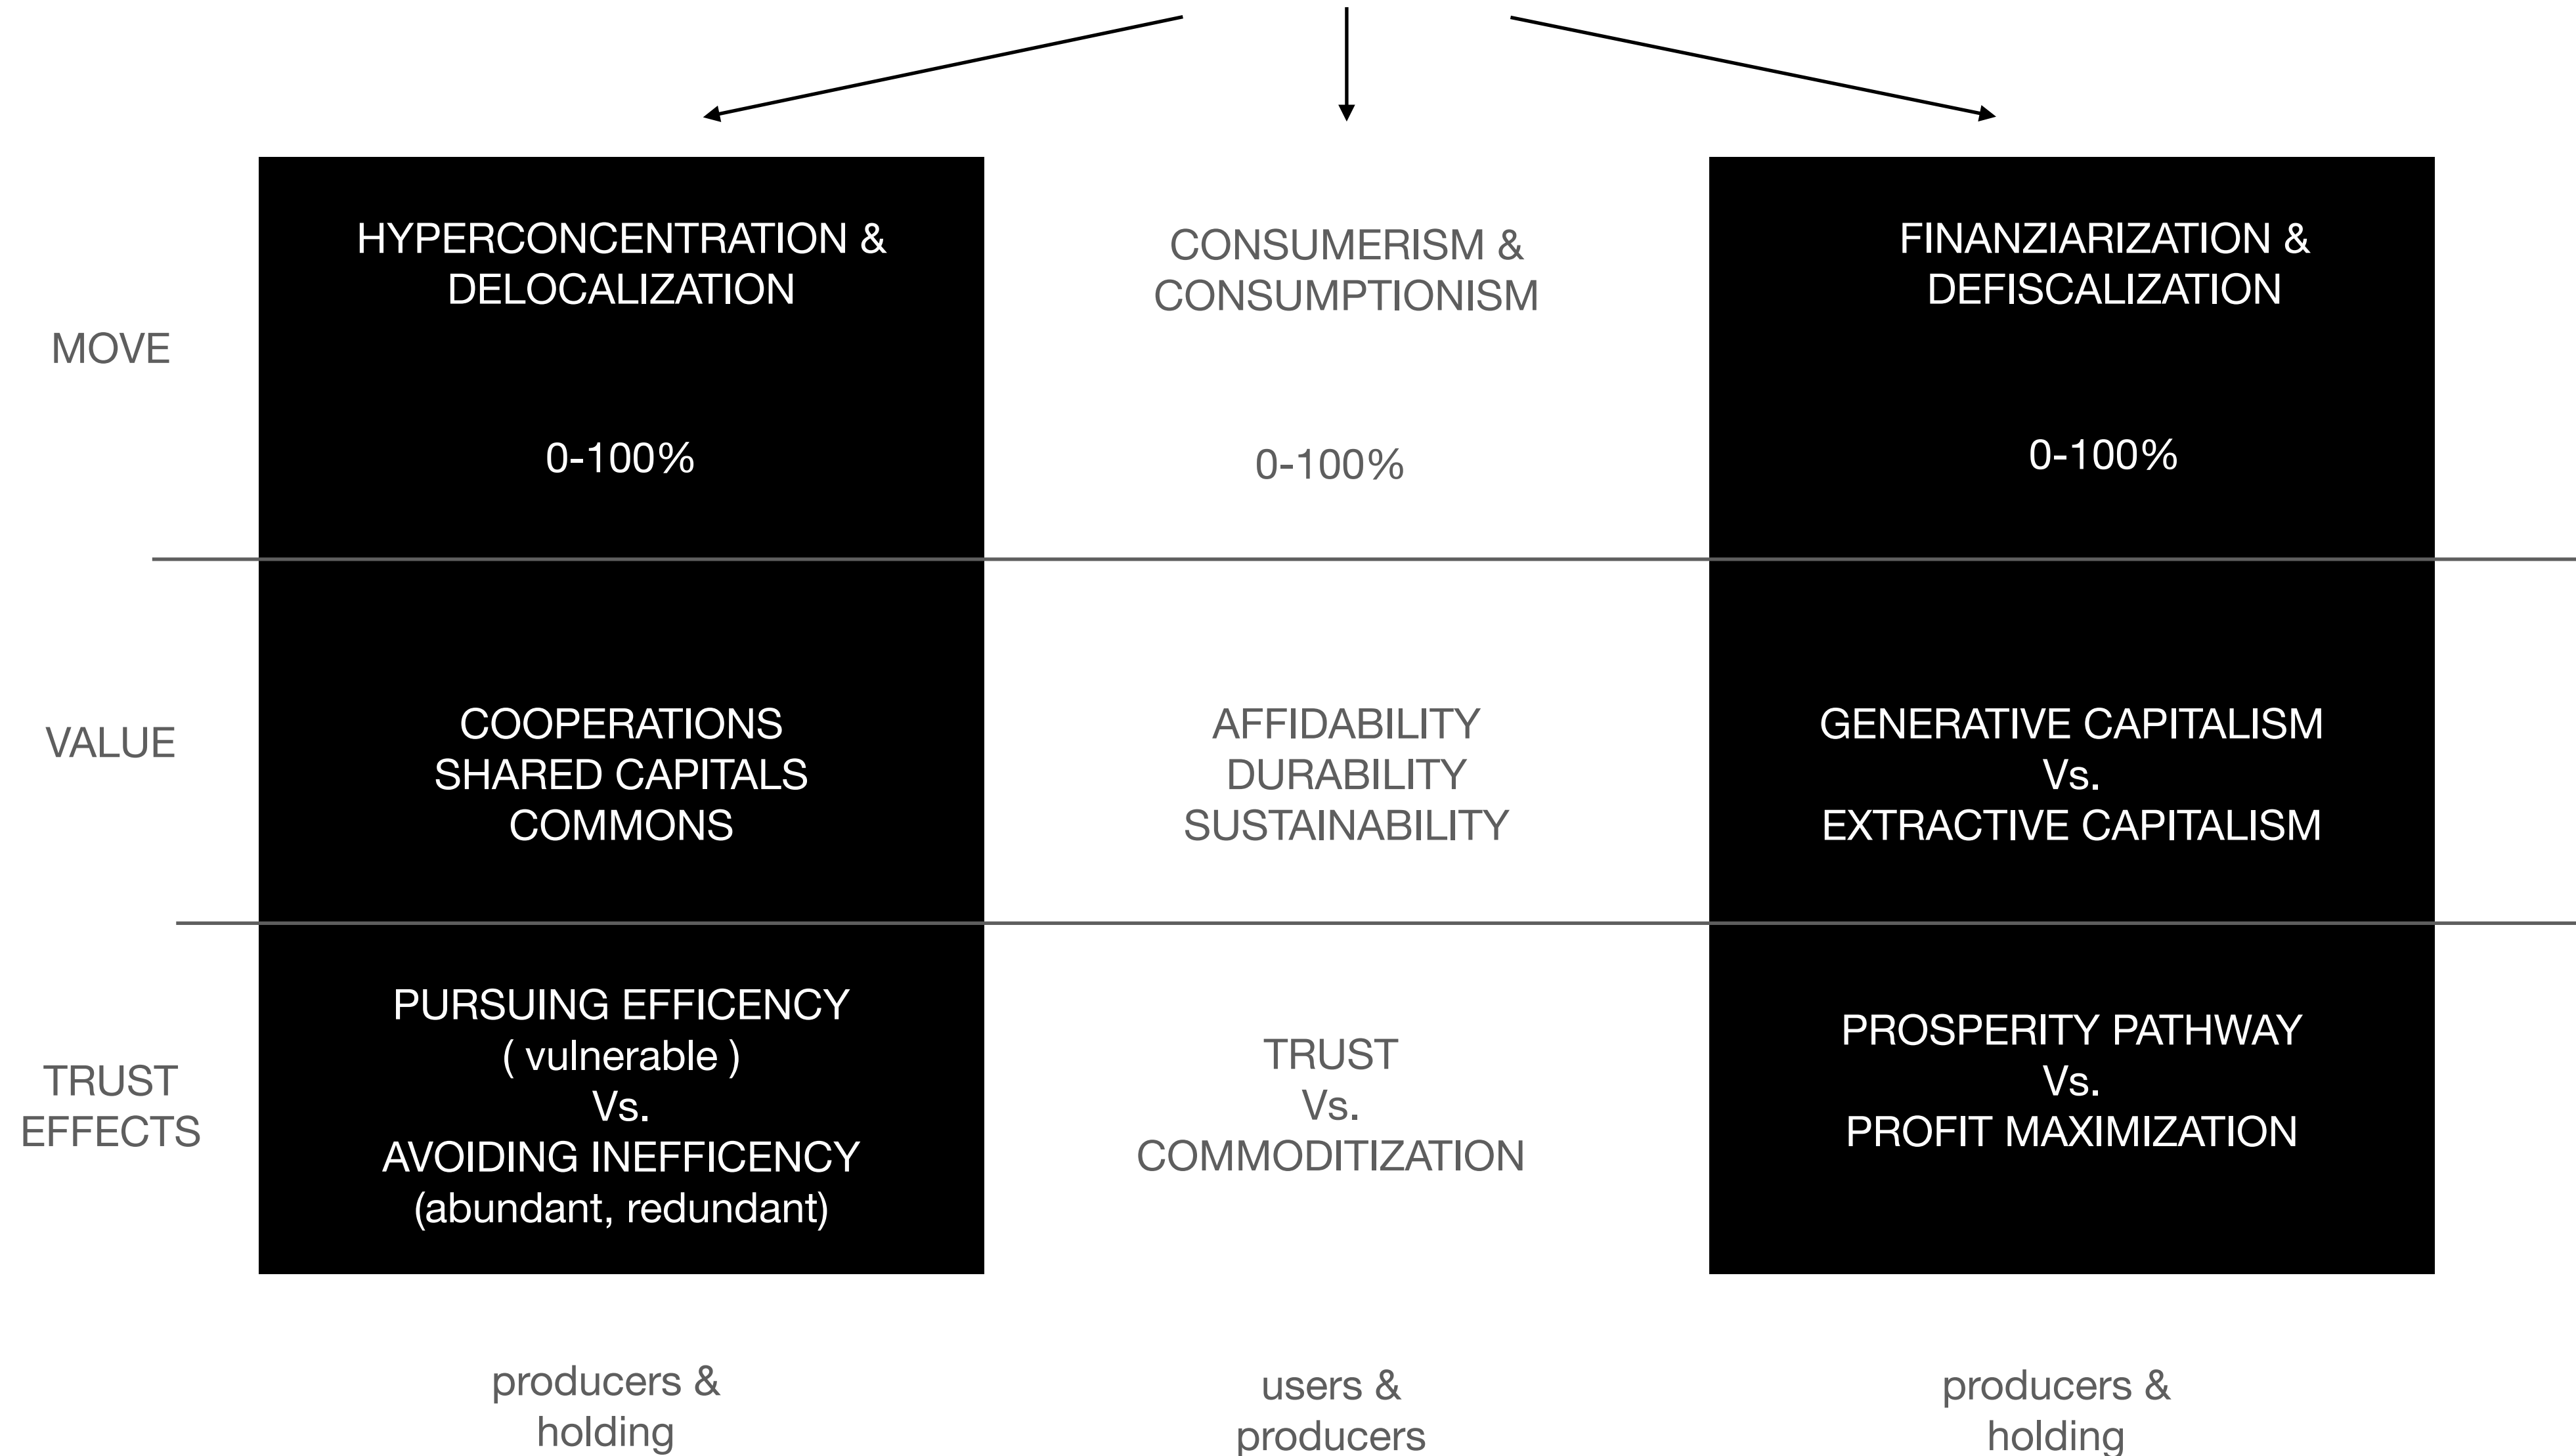 HYPERCONCENTRATION &
DELOCALIZATION
CONSUMERISM &
CONSUMPTIONISM
FINANZIARIZATION &
DEFISCALIZATION
MOVE
0-100%
0-100%
0-100%
VALUE
COOPERATIONS
SHARED CAPITALS
COMMONS
AFFIDABILITY
DURABILITY
SUSTAINABILITY
GENERATIVE CAPITALISM
Vs.
EXTRACTIVE CAPITALISM
TRUST
EFFECTS
PURSUING EFFICENCY
( vulnerable )
Vs.
AVOIDING INEFFICENCY
(abundant, redundant)
TRUST
Vs.
COMMODITIZATION
PROSPERITY PATHWAY
Vs.
PROFIT MAXIMIZATION
producers &
holding
users &
producers
producers &
holding